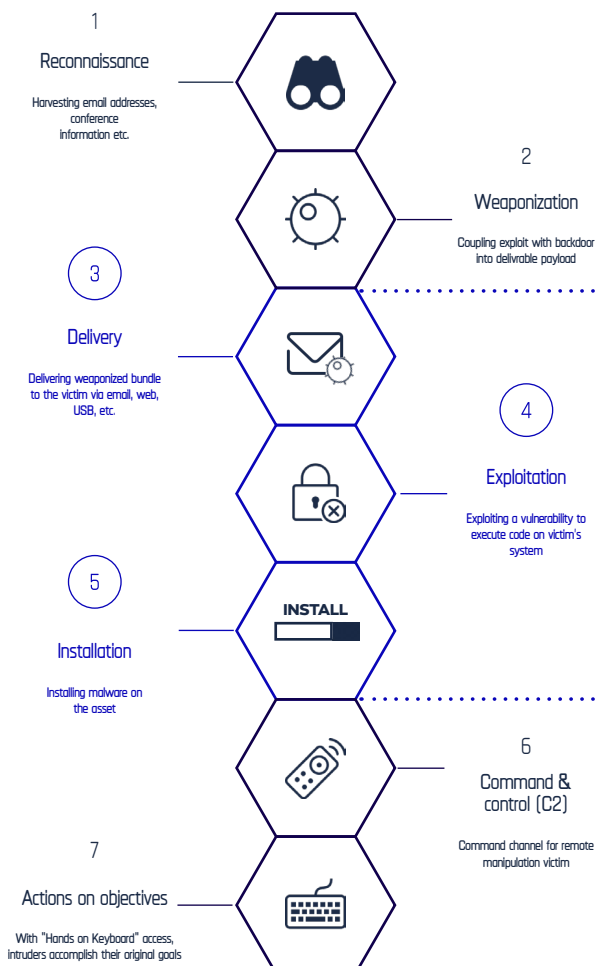 1
Reconnaissance
Harvesting email addresses,
conference
information etc.
2
Weaponization
Coupling exploit with backdoor
into delivrable payload
3
Delivery
Delivering weaponized bundle
to the victim via email, web,
USB, etc.
4
Exploitation
Exploiting a vulnerability to
execute code on victim's
system
5
Installation
Installing malware on
the asset
INSTALL
6
Command &
control (C2)
Command channel for remote
manipulation victim
7
Actions on objectives
With "Hands on Keyboard" access,
intruders accomplish their original goals